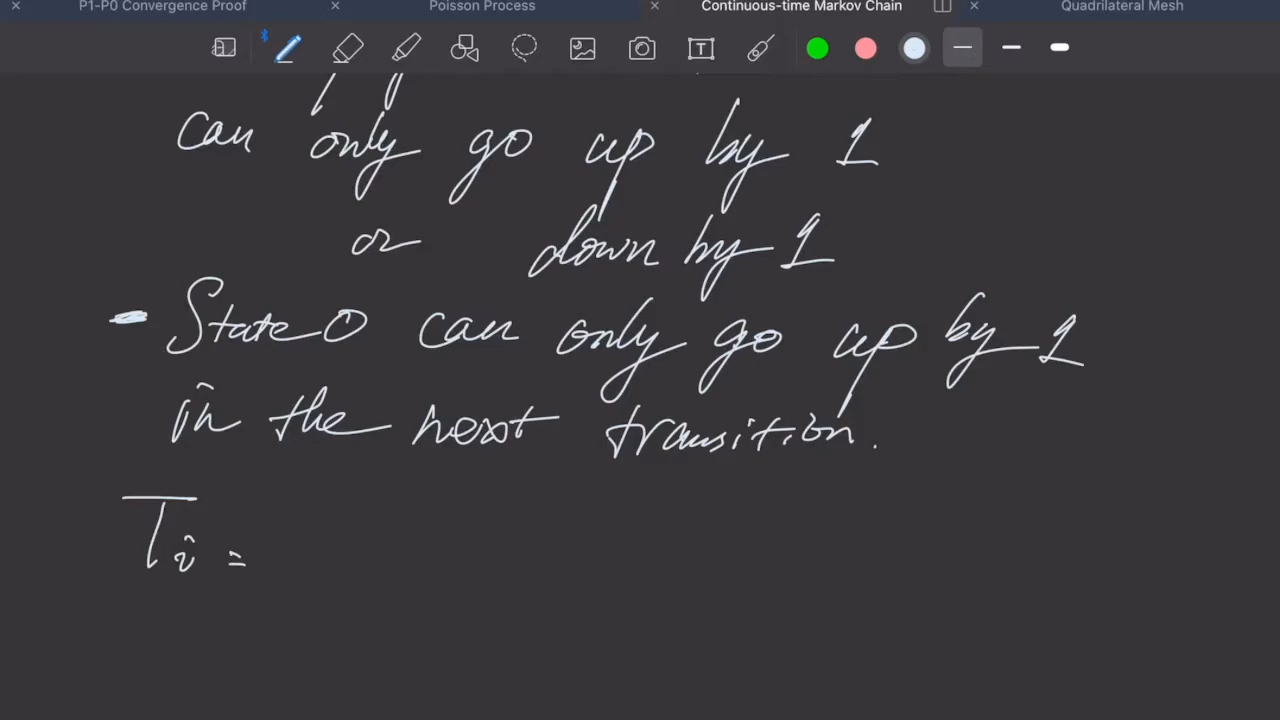 P1-P0 Convergence Proof
Poisson Process
Continuous-time Markov Chain
Quadrilateral Mesh
can only go up by 1
or down by 1
- State 0 can only go up by 1
in the next transition.
Ti =